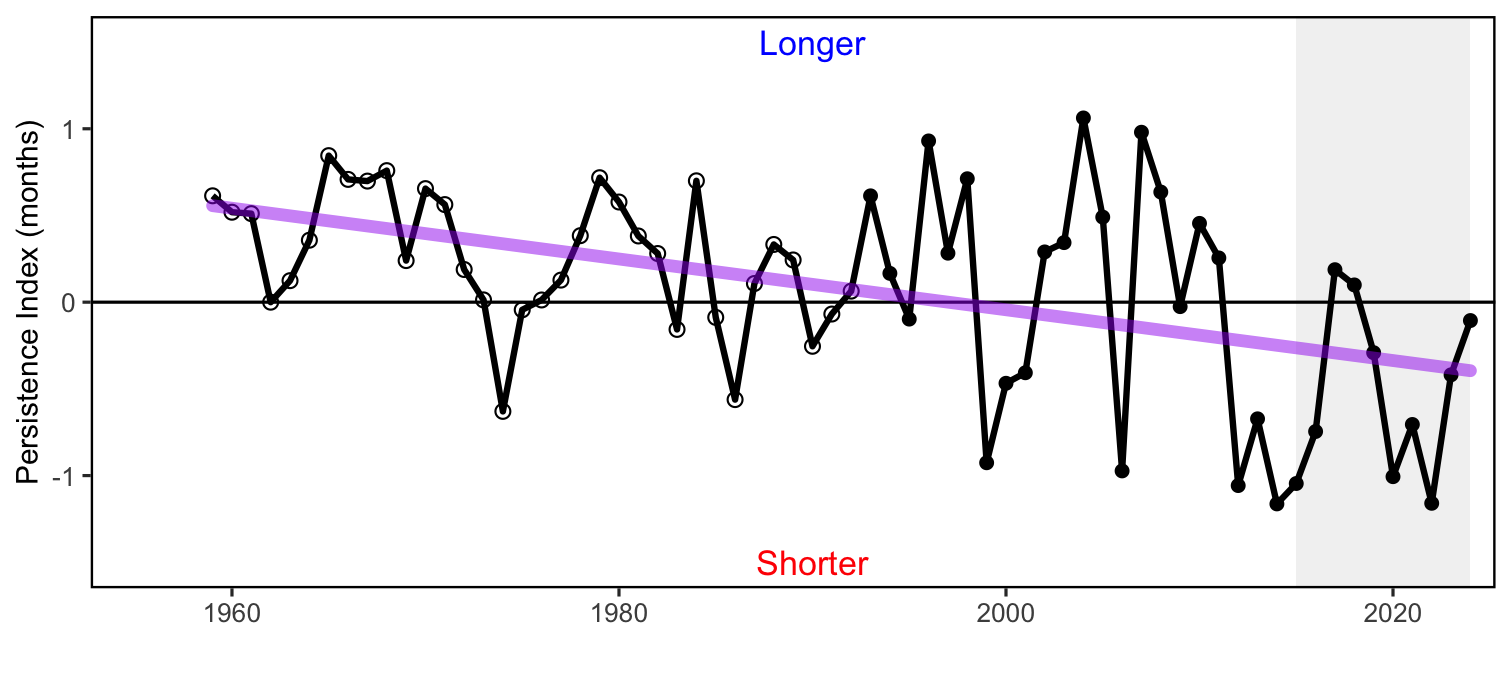 Longer
Persistence Index (months)
1
0
-1
Shorter
1960 1980 2000 2020